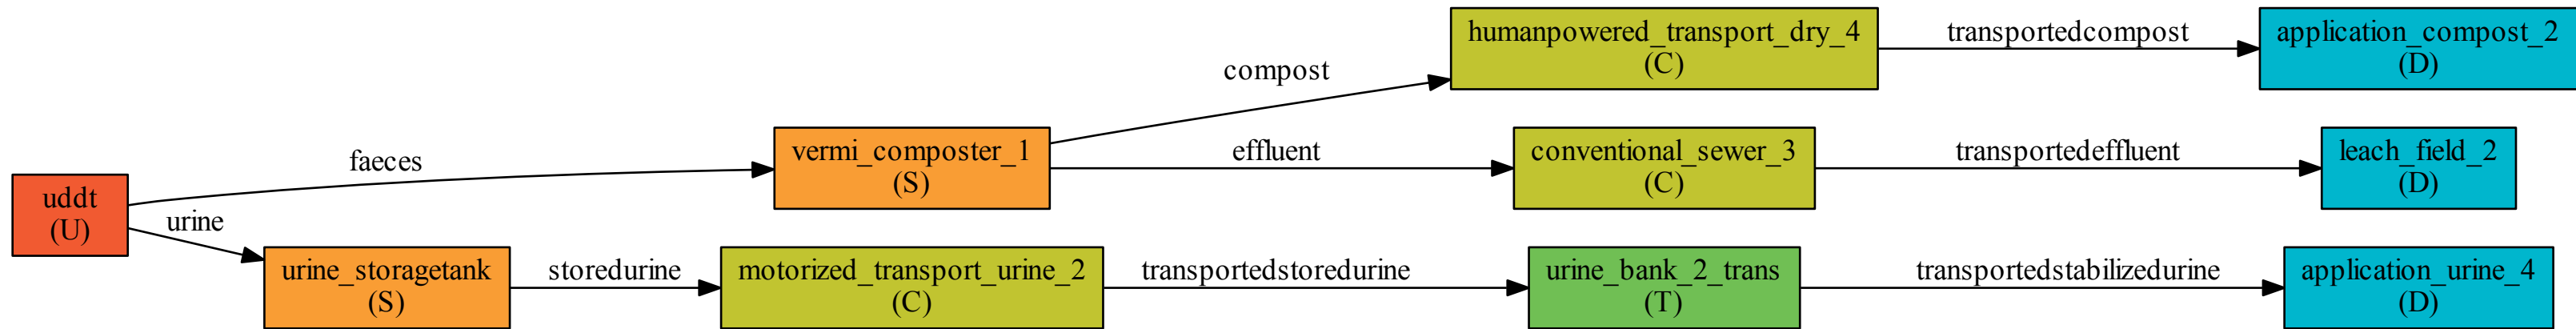 humanpowered_transport_dry_4
(C)
transportedcompost
application_compost_2
(D)
compost
vermi_composter_1
(S)
effluent
conventional_sewer_3
(C)
transportedeffluent
leach_field_2
(D)
faeces
uddt
(U)
urine
urine_storagetank
(S)
storedurine
motorized_transport_urine_2
(C)
transportedstoredurine
urine_bank_2_trans
(T)
transportedstabilizedurine
application_urine_4
(D)